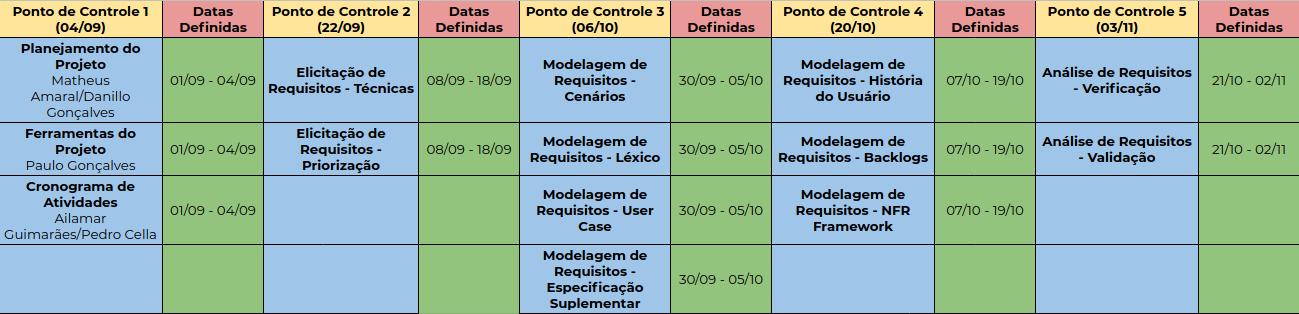 Ponto de Controle 1
(04/09)
Datas
Definidas
Ponto de Controle 2
(22/09)
Datas
Definidas
Ponto de Controle 3
(06/10)
Datas
Definidas
Ponto de Controle 4
(20/10)
Datas
Definidas
Ponto de Controle 5
(03/11)
Datas
Definidas
Planejamento do
Projeto
Matheus
Amaral/Danillo
Gonçalves
01/09 - 04/09
Elicitação de
Requisitos - Técnicas
08/09 - 18/09
Modelagem de
Requisitos -
Cenários
30/09 - 05/10
Modelagem de
Requisitos - História
do Usuário
07/10 - 19/10
Análise de Requisitos
- Verificação
21/10 - 02/11
Ferramentas do
Projeto
Paulo Gonçalves
01/09 - 04/09
Elicitação de
Requisitos -
Priorização
08/09 - 18/09
Modelagem de
Requisitos - Léxico
30/09 - 05/10
Modelagem de
Requisitos - Backlogs
07/10 - 19/10
Análise de Requisitos
- Validação
21/10 - 02/11
Cronograma de
Atividades
Ailamar
Guimarães/Pedro Cella
01/09 - 04/09
Modelagem de
Requisitos - User
Case
30/09 - 05/10
Modelagem de
Requisitos - NFR
Framework
07/10 - 19/10
Modelagem de
Requisitos -
Especificação
Suplementar
30/09 - 05/10